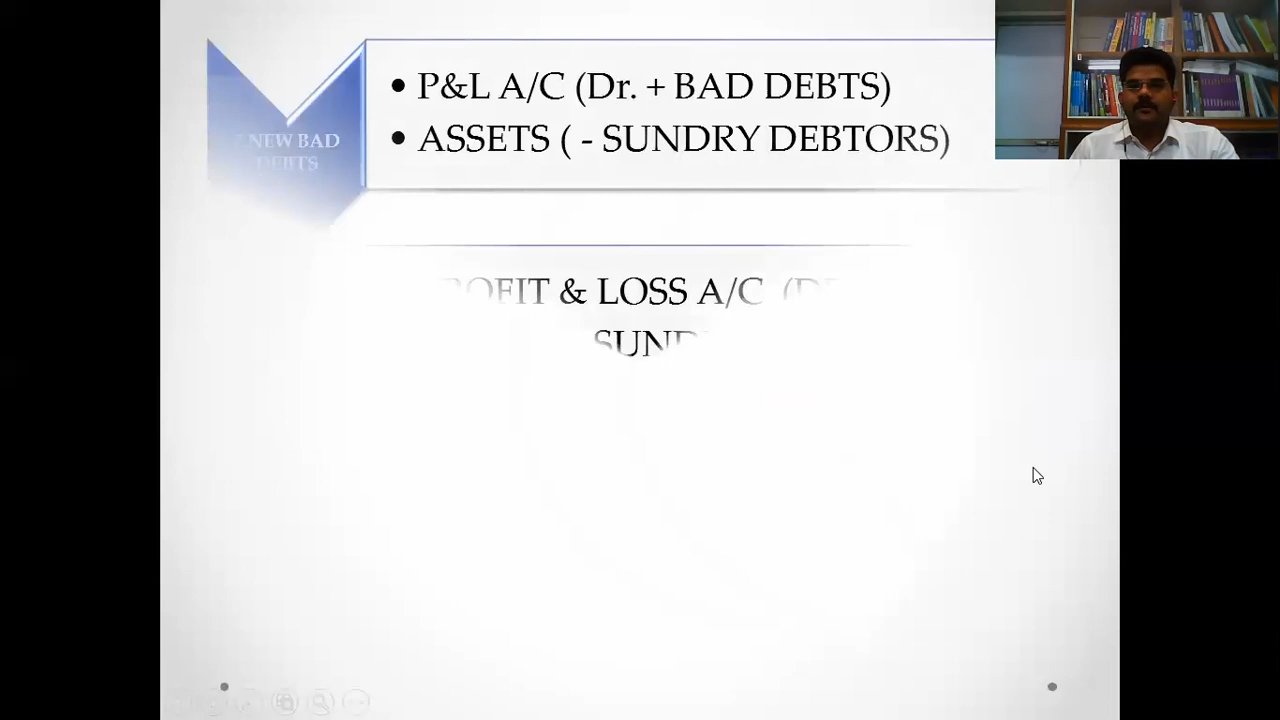 NEW BAD
DEBTS
• P&L A/C (Dr. + BAD DEBTS)
• ASSETS ( - SUNDRY DEBTORS)
& LOSS A/C